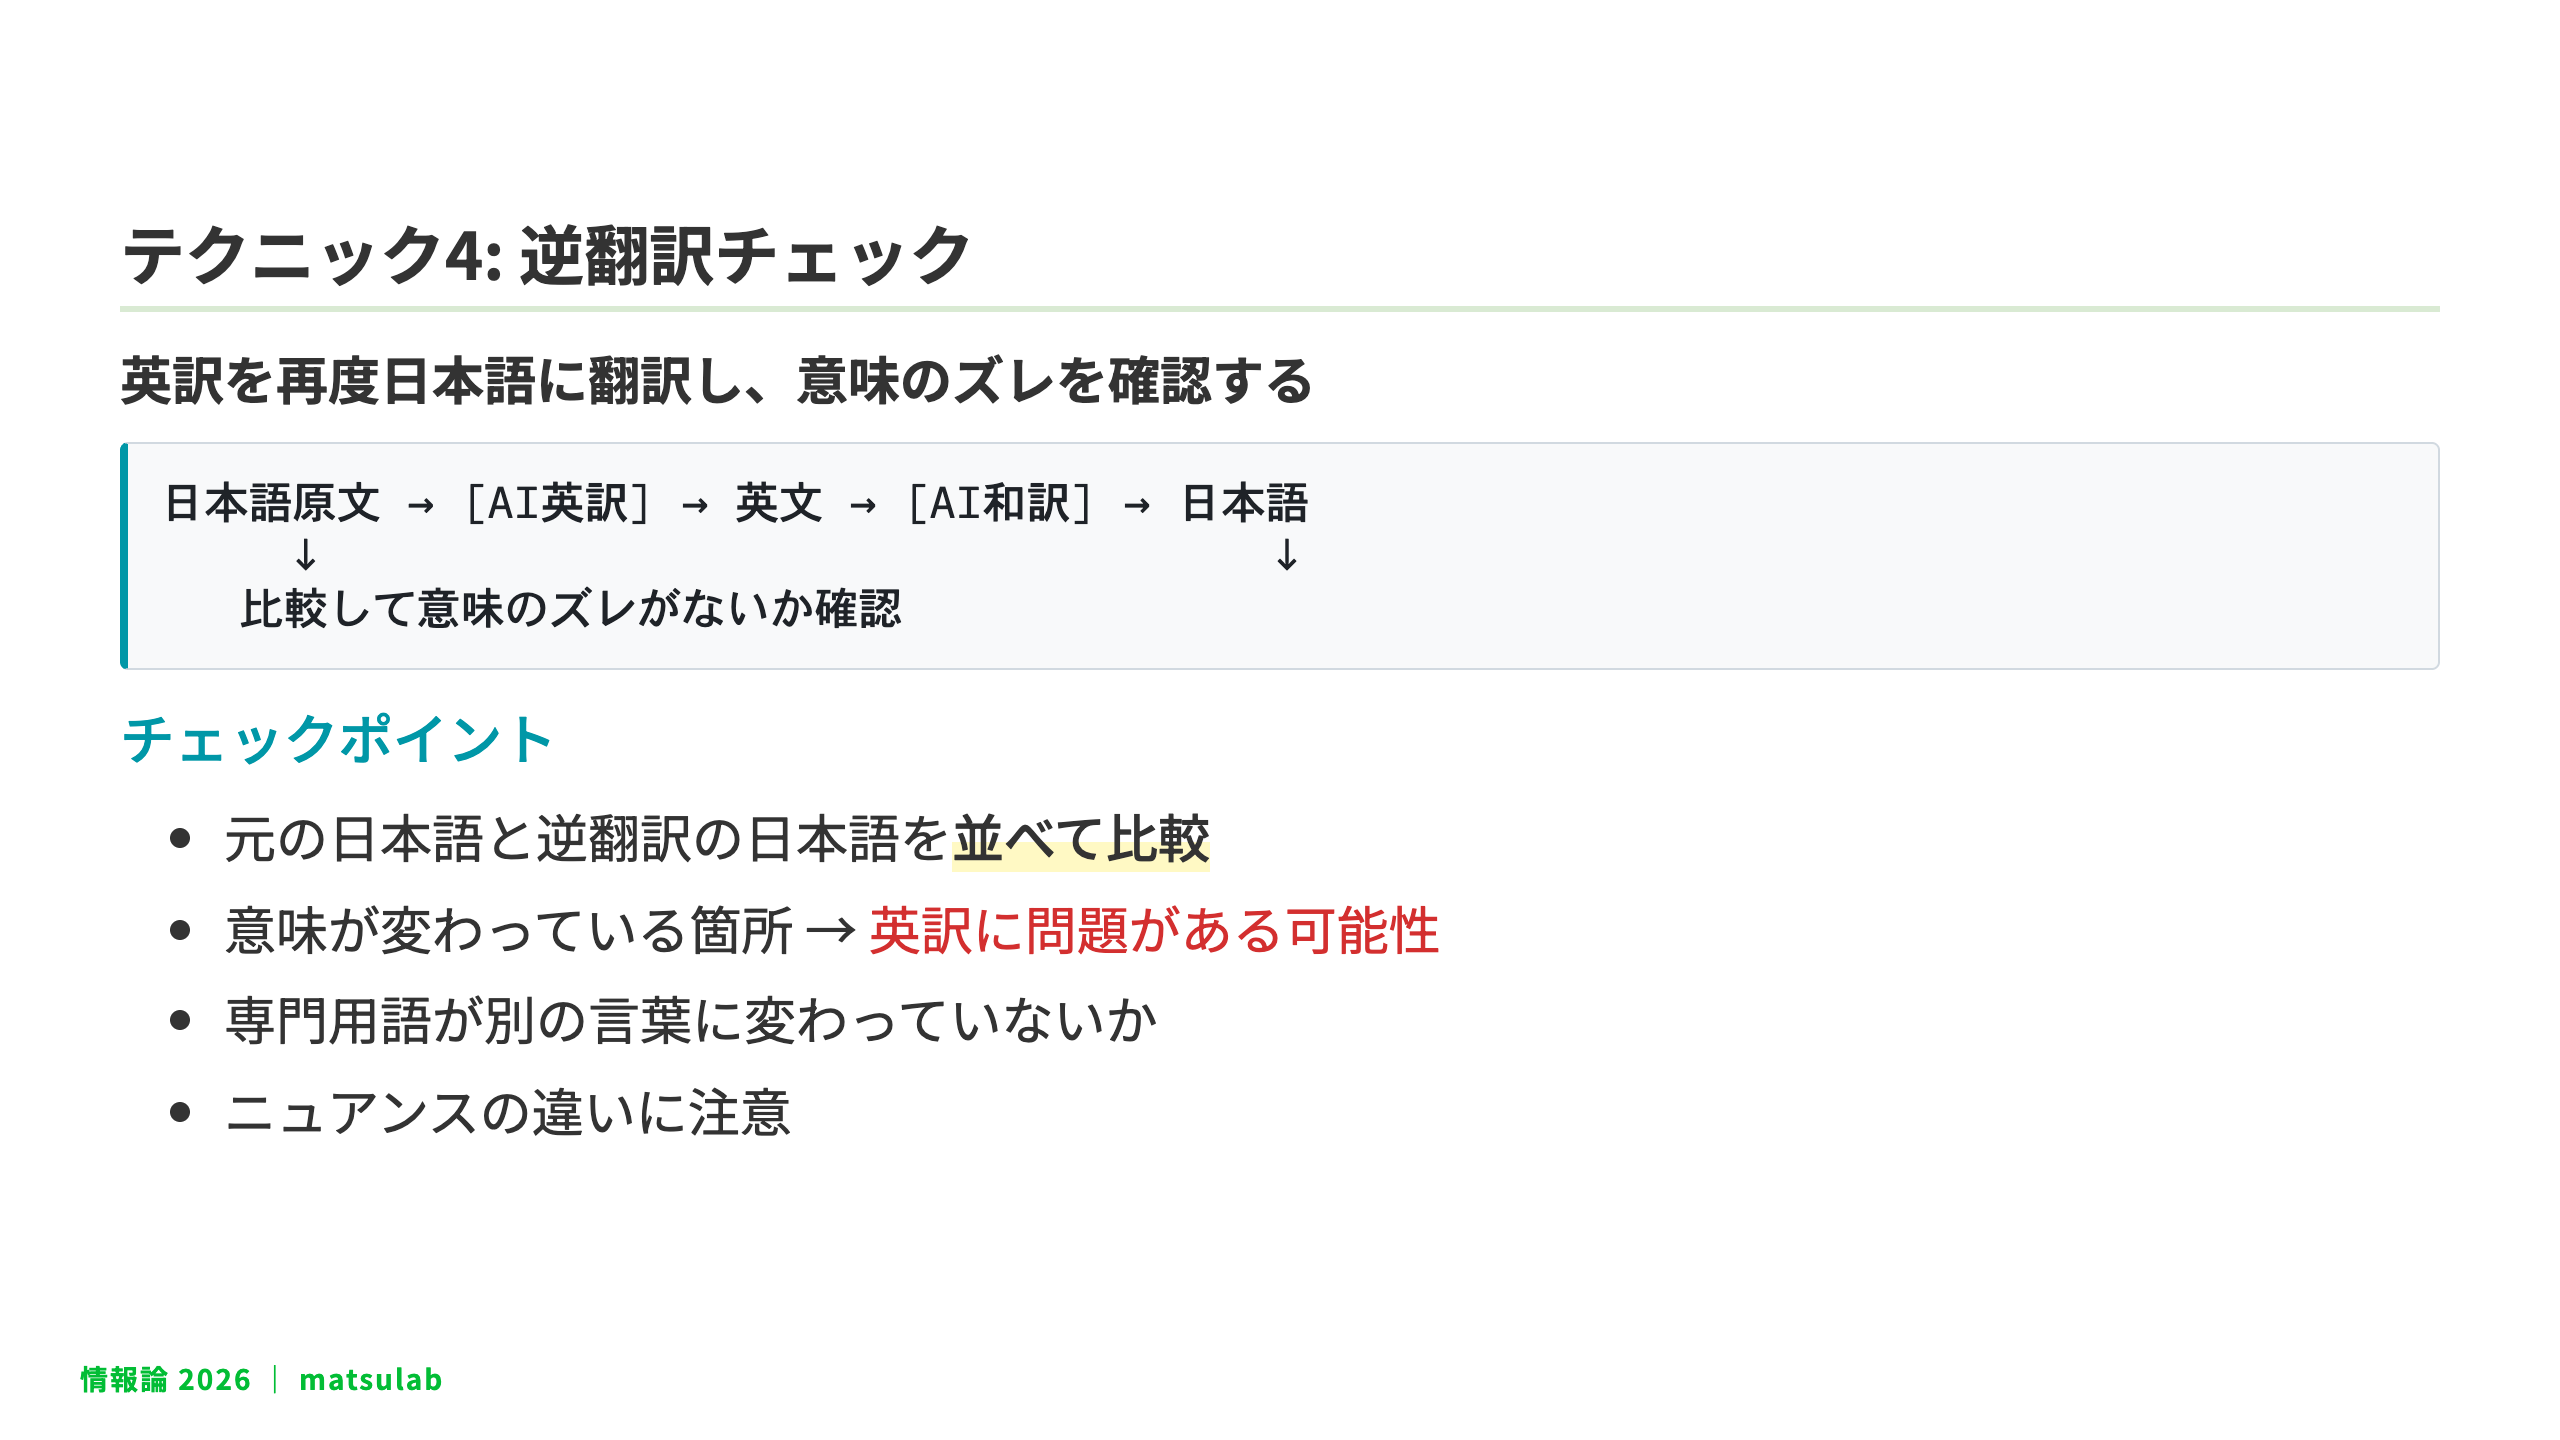 テクニック4: 逆翻訳チェック
英訳を再度日本語に翻訳し、意味のズレを確認する
日本語原文 → [AI英訳] → 英文 → [AI和訳] → 日本語
↓ ↓
比較して意味のズレがないか確認
チェックポイント
• 元の日本語と逆翻訳の日本語を並べて比較
• 意味が変わっている箇所 → 英訳に問題がある可能性
• 専門用語が別の言葉に変わっていないか
• ニュアンスの違いに注意
情報論 2026 | matsulab